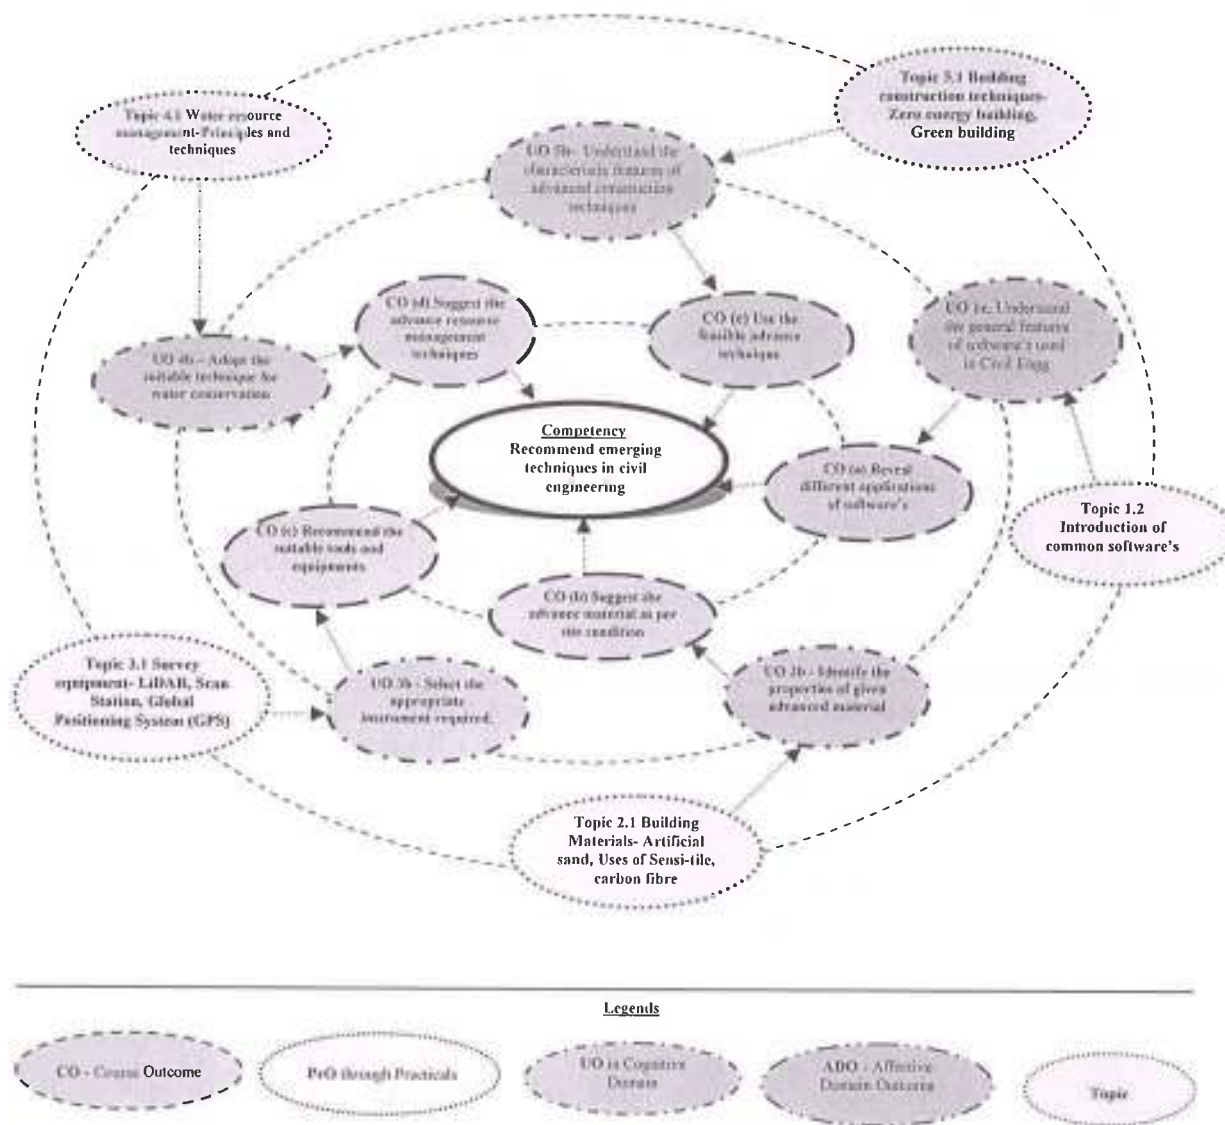 Topic 4.1 Water resource
management-Principles and
techniques
Topic 5.1 Building
construction techniques-
Zero energy building,
Green building
UO 5b- Understand the
characteristic features of
advanced construction
techniques
CO (d) Suggest the
advance resource
management
techniques
CO (e) Use the
feasible advance
technique
UO 1a. Understand
the general features
of software's used
in Civil Engg
UO 4b - Adopt the
suitable technique for
water conservation
Competency
Recommend emerging
techniques in civil
engineering
CO (a) Reveal
different applications
of software's
Topic 1.2
Introduction of
common software's
CO (c) Recommend the
suitable tools and
equipments
CO (b) Suggest the
advance material as per
site condition
Topic 3.1 Survey
equipment- LiDAR, Scan
Station, Global
Positioning System (GPS)
UO 3b - Select the
appropriate
instrument required.
UO 2b - Identify the
properties of given
advanced material
Topic 2.1 Building
Materials- Artificial
sand, Uses of Sensi-tile,
carbon fibre
Legends
CO - Course Outcome
PrO through Practicals
UO in Cognitive
Domain
ADO - Affective
Domain Outcome
Topic